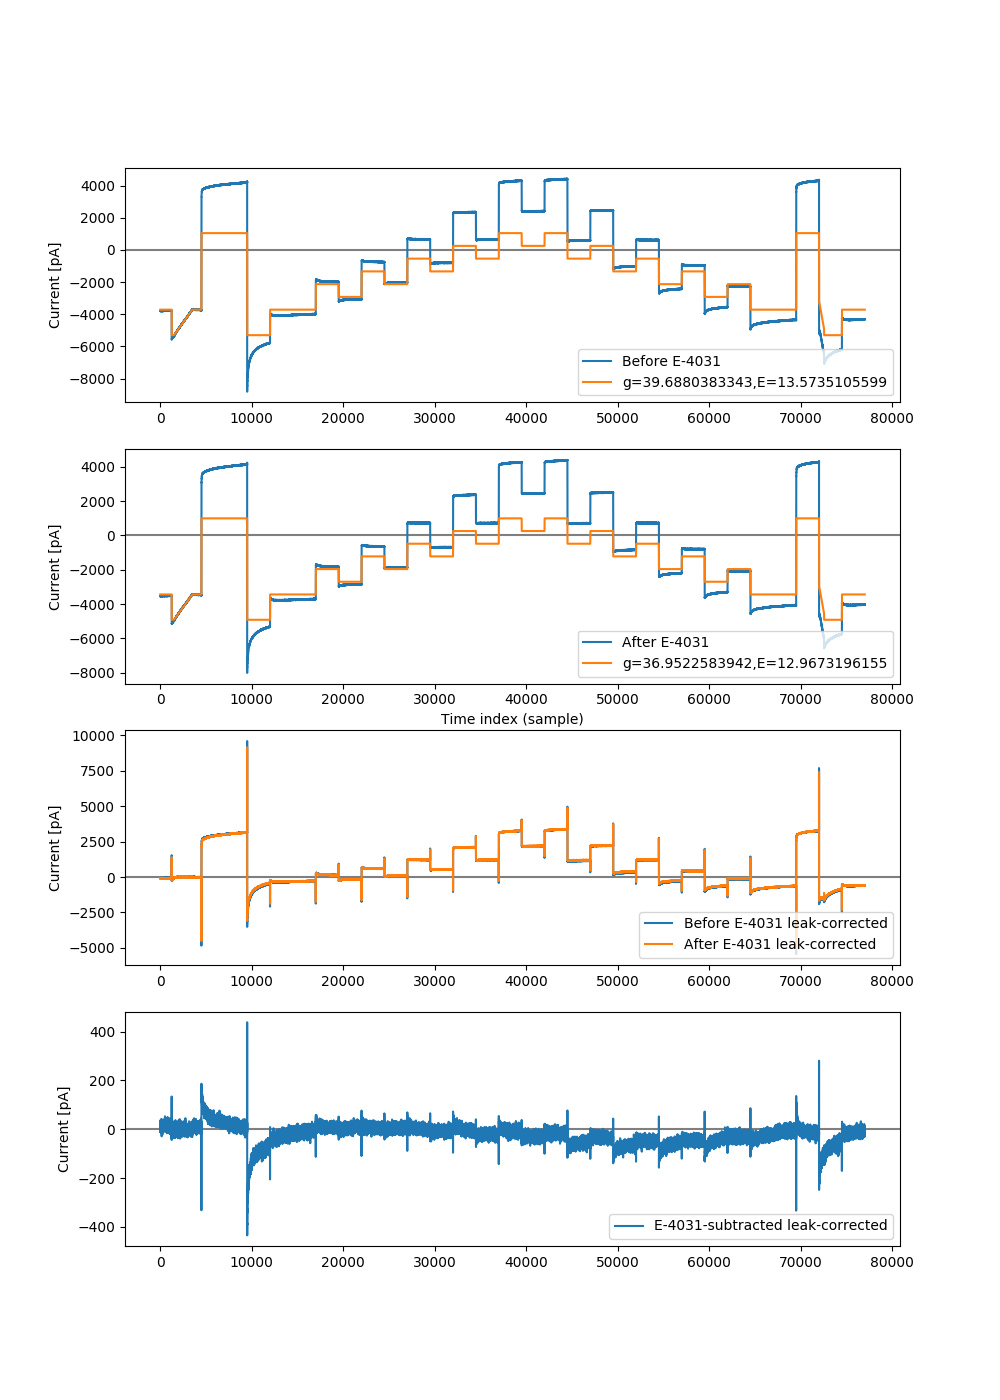 4000
2000
0
−2000
−4000
−6000
−8000
Current [pA]
Before E-4031
g=39.6880383343,E=13.5735105599
0 10000 20000 30000 40000 50000 60000 70000 80000
4000
2000
0
−2000
−4000
−6000
−8000
Current [pA]
After E-4031
g=36.9522583942,E=12.9673196155
0 10000 20000 30000 40000 50000 60000 70000 80000
Time index (sample)
10000
7500
5000
2500
0
−2500
−5000
Current [pA]
Before E-4031 leak-corrected
After E-4031 leak-corrected
0 10000 20000 30000 40000 50000 60000 70000 80000
400
200
0
−200
−400
Current [pA]
E-4031-subtracted leak-corrected
0 10000 20000 30000 40000 50000 60000 70000 80000